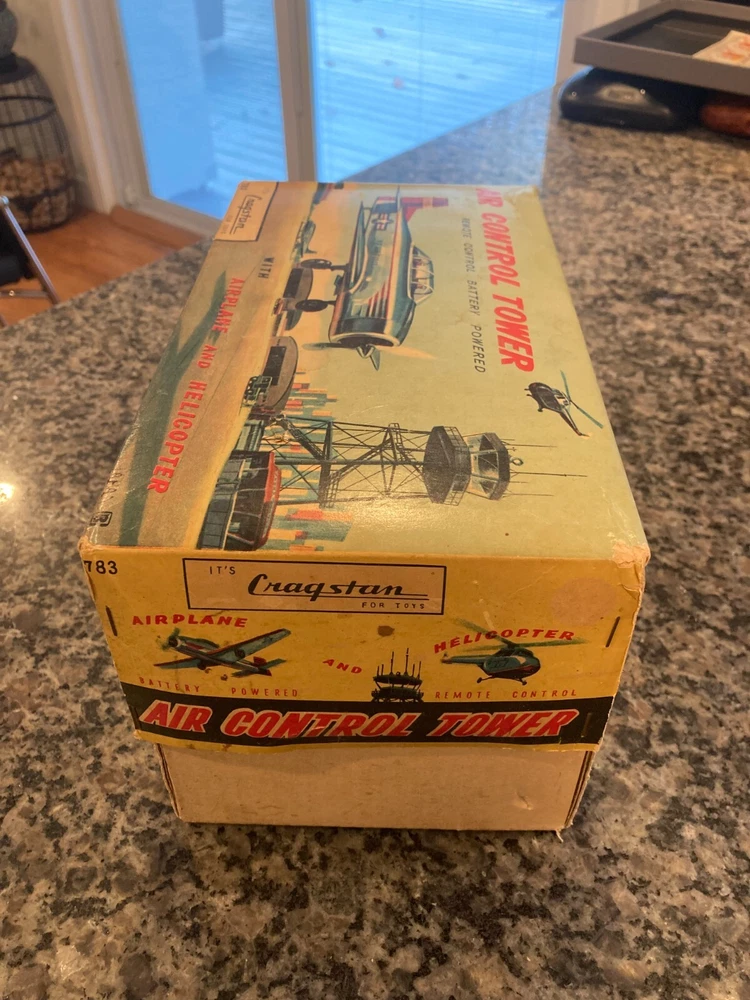 AIR CONTROL TOWER
REMOTE CONTROL BATTERY POWERED
Cragstan
WITH
AIRPLANE AND HELICOPTER
783
IT'S
Cragstan
FOR TOYS
AIRPLANE
HELICOPTER
AND
BATTERY POWERED
REMOTE CONTROL
AIR CONTROL TOWER